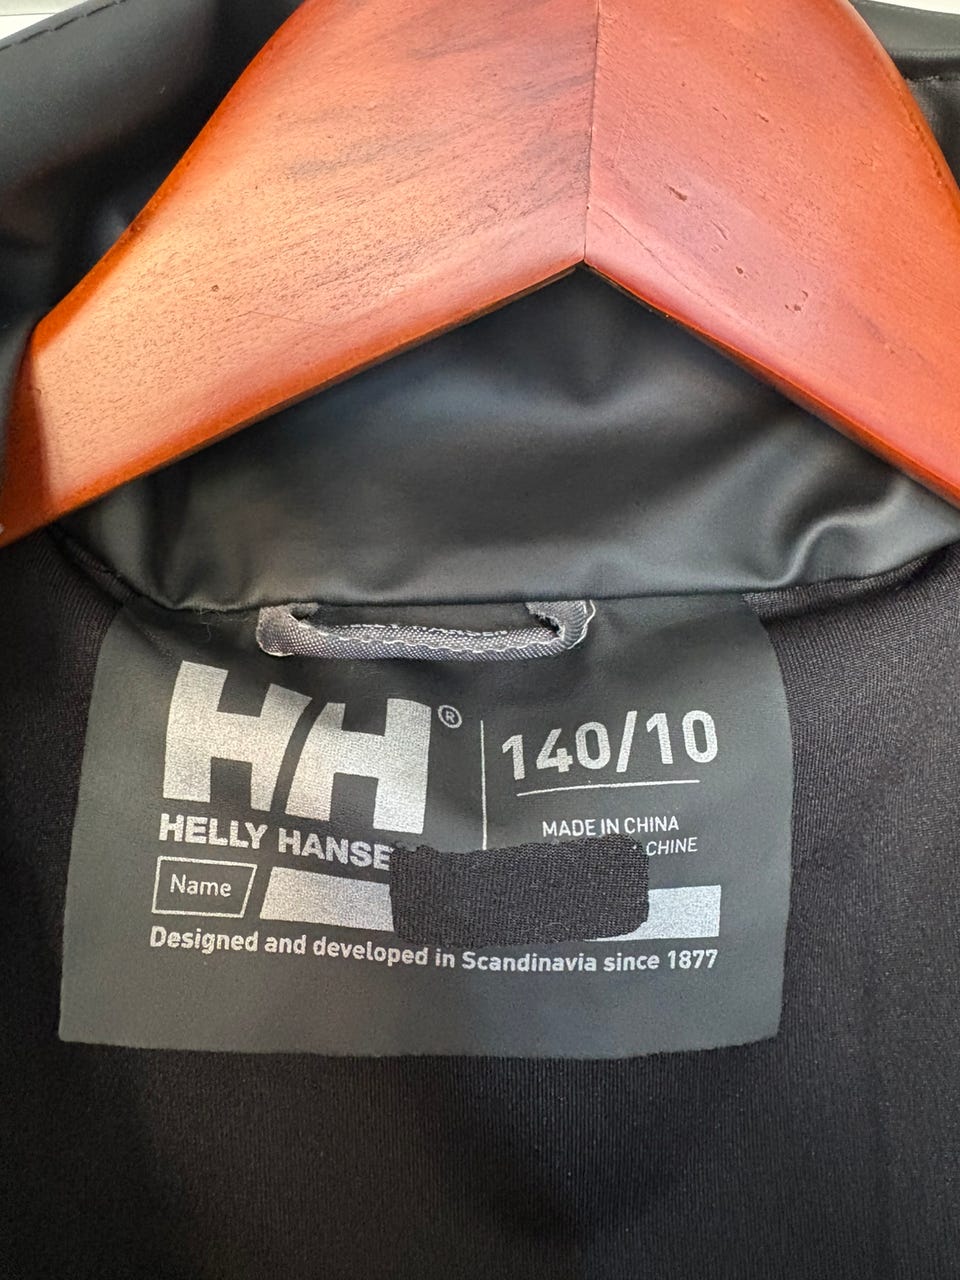 HH®
HELLY HANSE
140/10
MADE IN CHINA
CHINE
Name
Designed and developed in Scandinavia since 1877